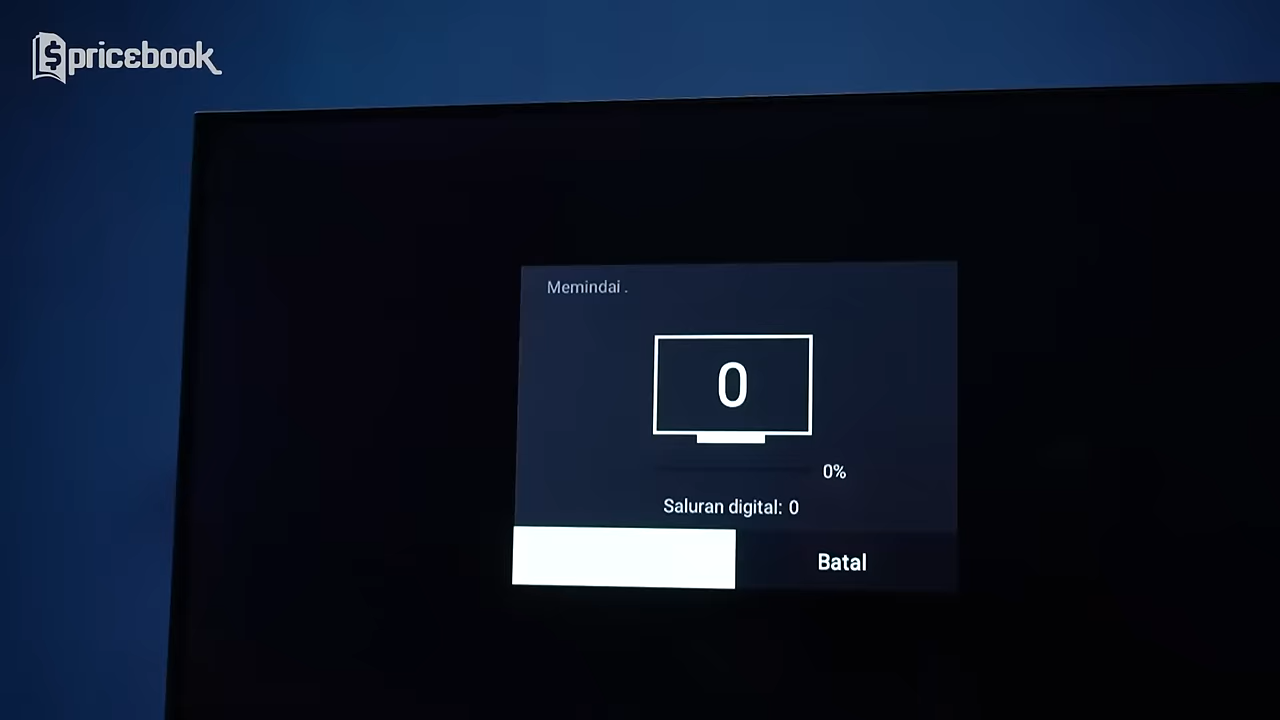 pricebook
Memindai .
0
0%
Saluran digital: 0
Batal